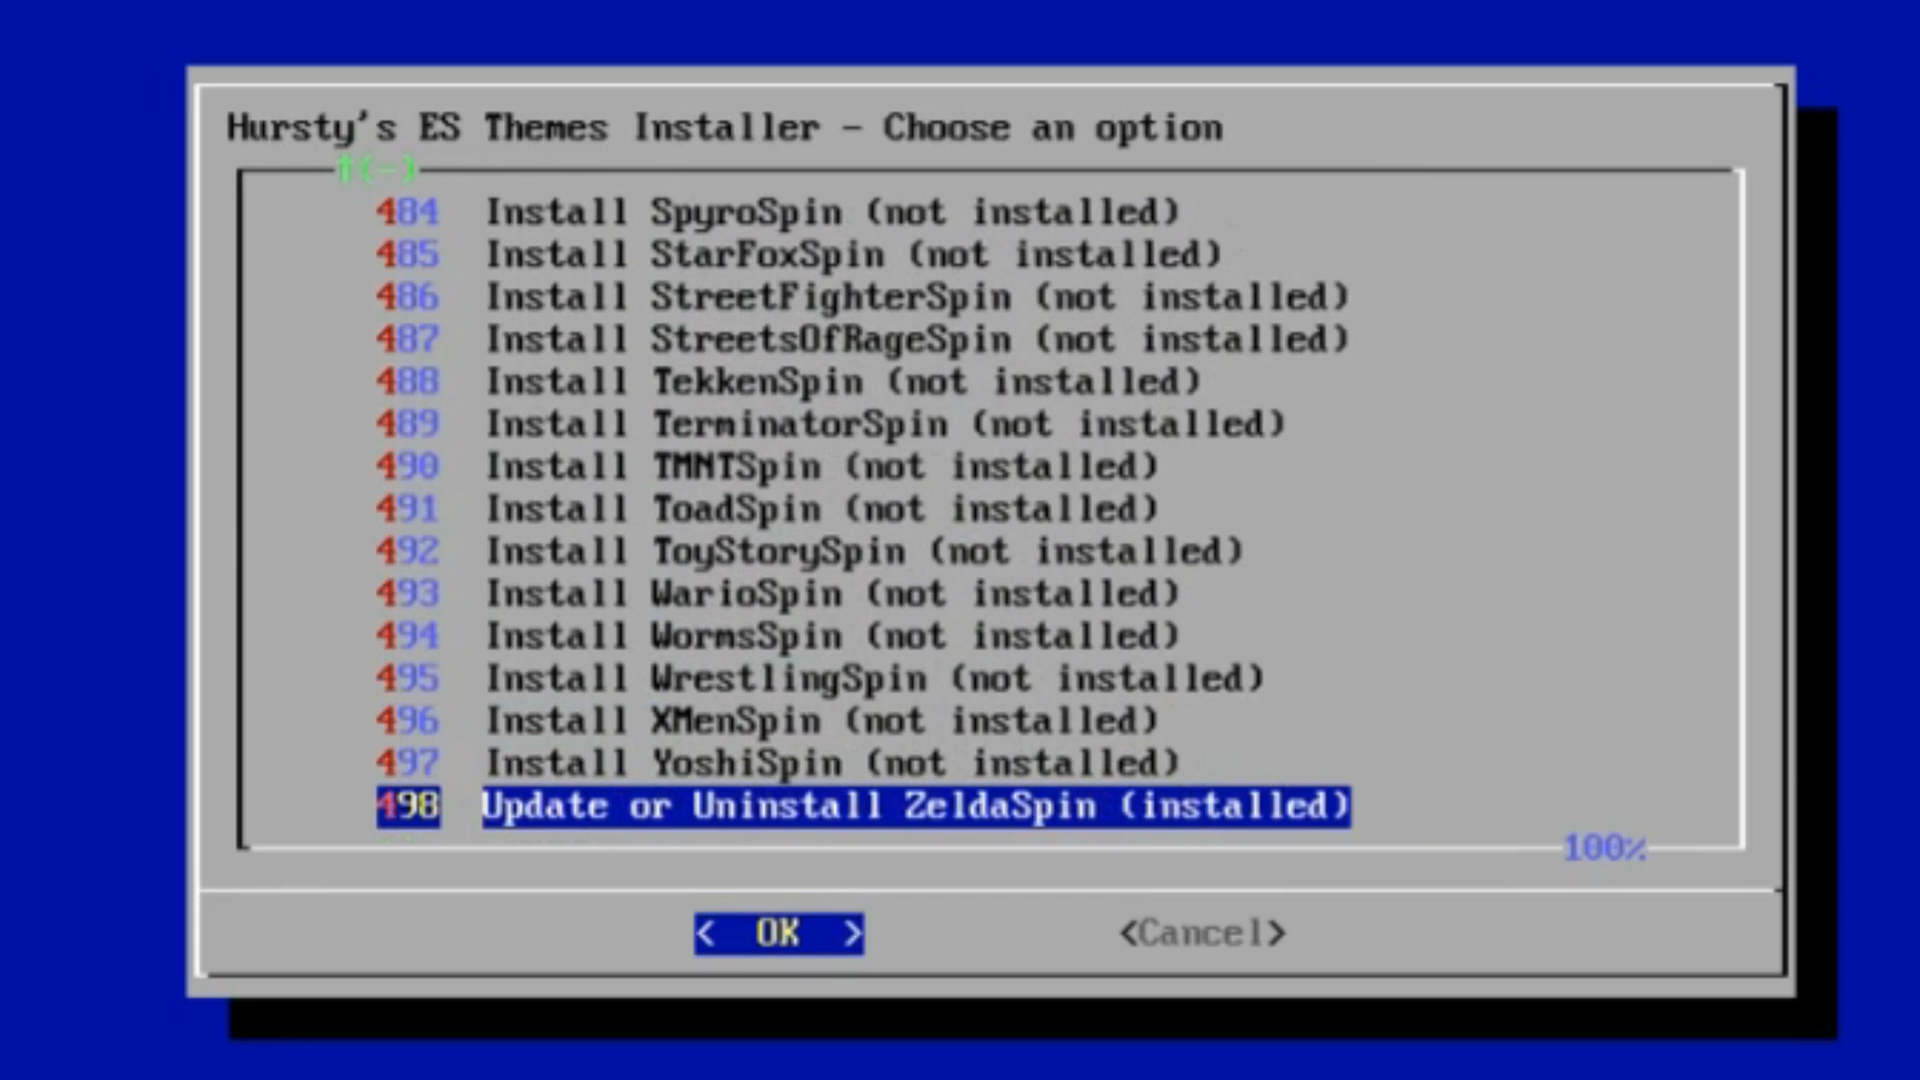 Hursty's ES Themes Installer - Choose an option
↑(-)
484 Install SpyroSpin (not installed)
485 Install StarFoxSpin (not installed)
486 Install StreetFighterSpin (not installed)
487 Install StreetsOfRageSpin (not installed)
488 Install TekkenSpin (not installed)
489 Install TerminatorSpin (not installed)
490 Install TMNTSpin (not installed)
491 Install ToadSpin (not installed)
492 Install ToyStorySpin (not installed)
493 Install WarioSpin (not installed)
494 Install WormsSpin (not installed)
495 Install WrestlingSpin (not installed)
496 Install XMenSpin (not installed)
497 Install YoshiSpin (not installed)
498 Update or Uninstall ZeldaSpin (installed)
100%
< OK > <Cancel>